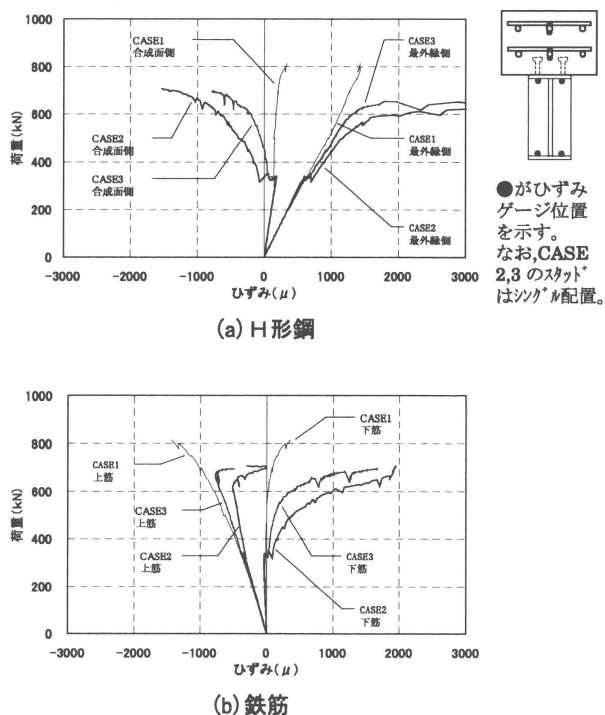 1000
800
600
400
200
0
荷重(kN)
CASE1
合成面側
CASE2
合成面側
CASE3
合成面側
CASE3
最外縁側
CASE1
最外縁側
CASE2
最外縁側
-3000 -2000 -1000 0 1000 2000 3000
ひずみ(μ)
(a) H形鋼
●がひずみ
ゲージ位置
を示す。
なお,CASE
2,3 のスタッド
はシングル配置。
1000
800
600
400
200
0
荷重(kN)
CASE1
上筋
CASE3
上筋
CASE2
上筋
CASE1
下筋
CASE3
下筋
CASE2
下筋
-3000 -2000 -1000 0 1000 2000 3000
ひずみ(μ)
(b) 鉄筋